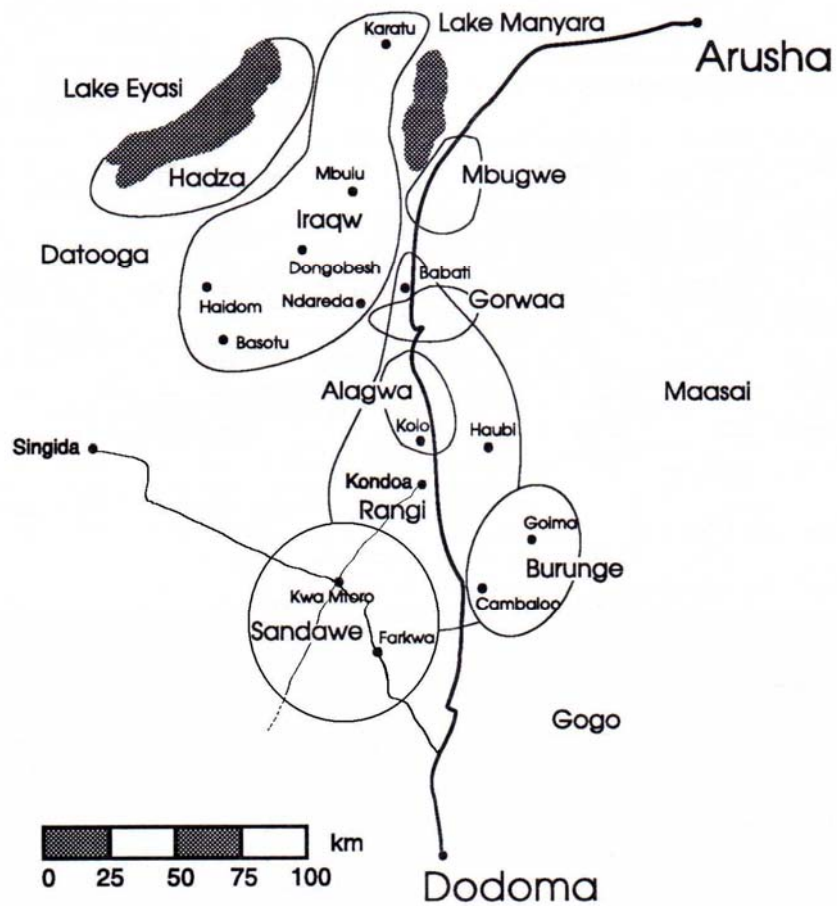 Karatu
Lake Manyara
Arusha
Lake Eyasi
Hadza
Mbulu
Mbugwe
Iraqw
Datooga
Dongobesh
Babati
Haidom
Ndareda
Gorwaa
Basotu
Alagwa
Maasai
Kolo
Haubi
Singida
Kondoa
Rangi
Goima
Burunge
Kwa Mtoro
Cambaloo
Sandawe
Farkwa
Gogo
km
0 25 50 75 100
Dodoma